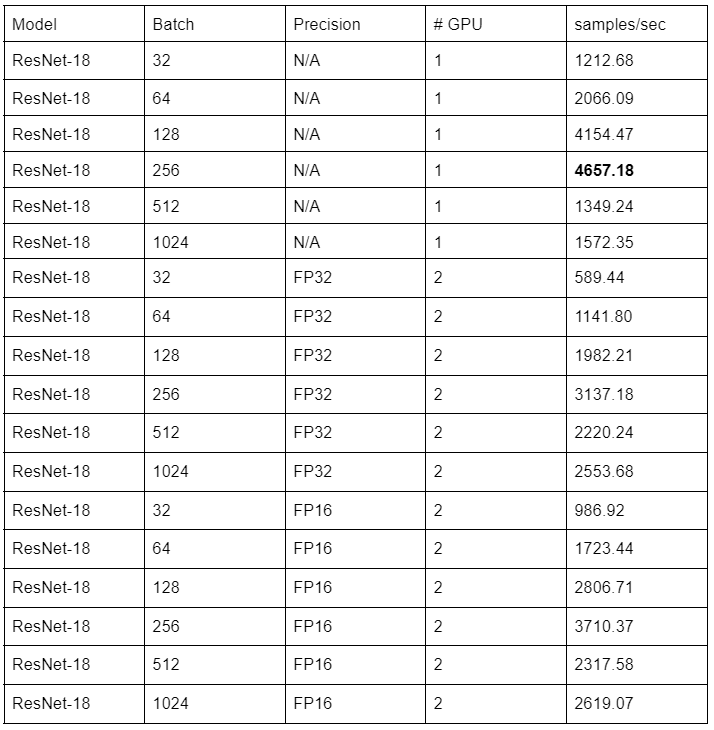 Model Batch Precision # GPU samples/sec
ResNet-18 32 N/A 1 1212.68
ResNet-18 64 N/A 1 2066.09
ResNet-18 128 N/A 1 4154.47
ResNet-18 256 N/A 1 4657.18
ResNet-18 512 N/A 1 1349.24
ResNet-18 1024 N/A 1 1572.35
ResNet-18 32 FP32 2 589.44
ResNet-18 64 FP32 2 1141.80
ResNet-18 128 FP32 2 1982.21
ResNet-18 256 FP32 2 3137.18
ResNet-18 512 FP32 2 2220.24
ResNet-18 1024 FP32 2 2553.68
ResNet-18 32 FP16 2 986.92
ResNet-18 64 FP16 2 1723.44
ResNet-18 128 FP16 2 2806.71
ResNet-18 256 FP16 2 3710.37
ResNet-18 512 FP16 2 2317.58
ResNet-18 1024 FP16 2 2619.07